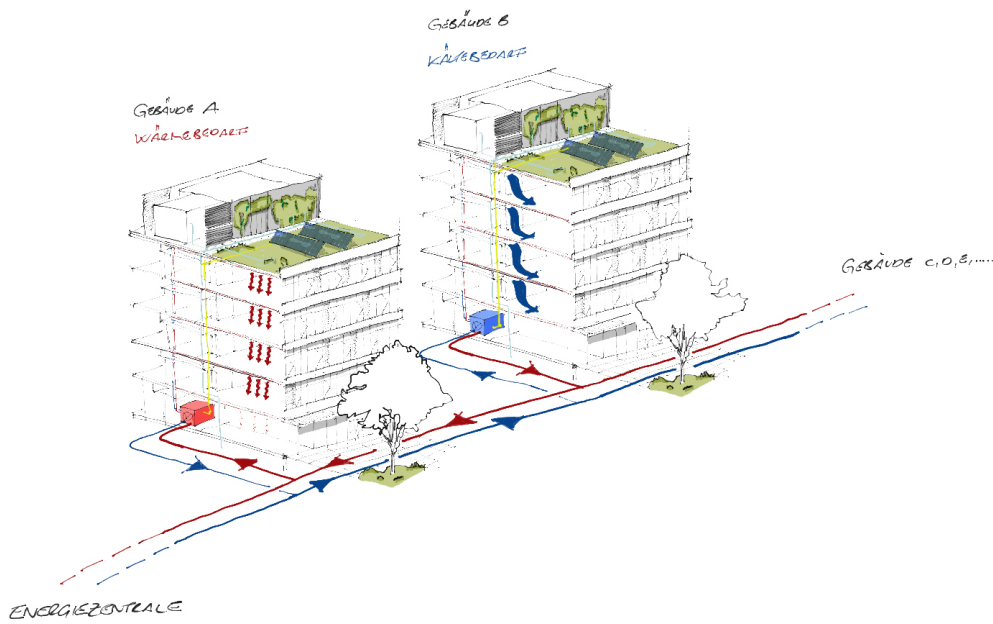 GEBÄUDE B
KÄLTEBEDARF
GEBÄUDE A
WÄRMEBEDARF
GEBÄUDE C,D,E,.....
ENERGIEZENTRALE